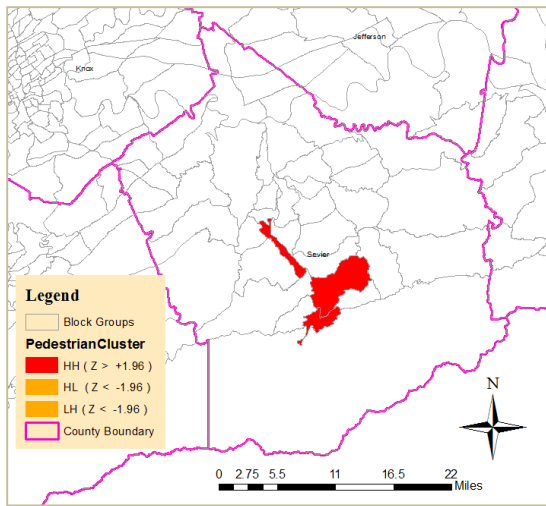 Jefferson
Knox
Sevier
Legend
Block Groups
PedestrianCluster
HH ( Z > +1.96 )
HL ( Z < -1.96 )
LH ( Z < -1.96 )
County Boundary
N
0 2.75 5.5 11 16.5 22
Miles